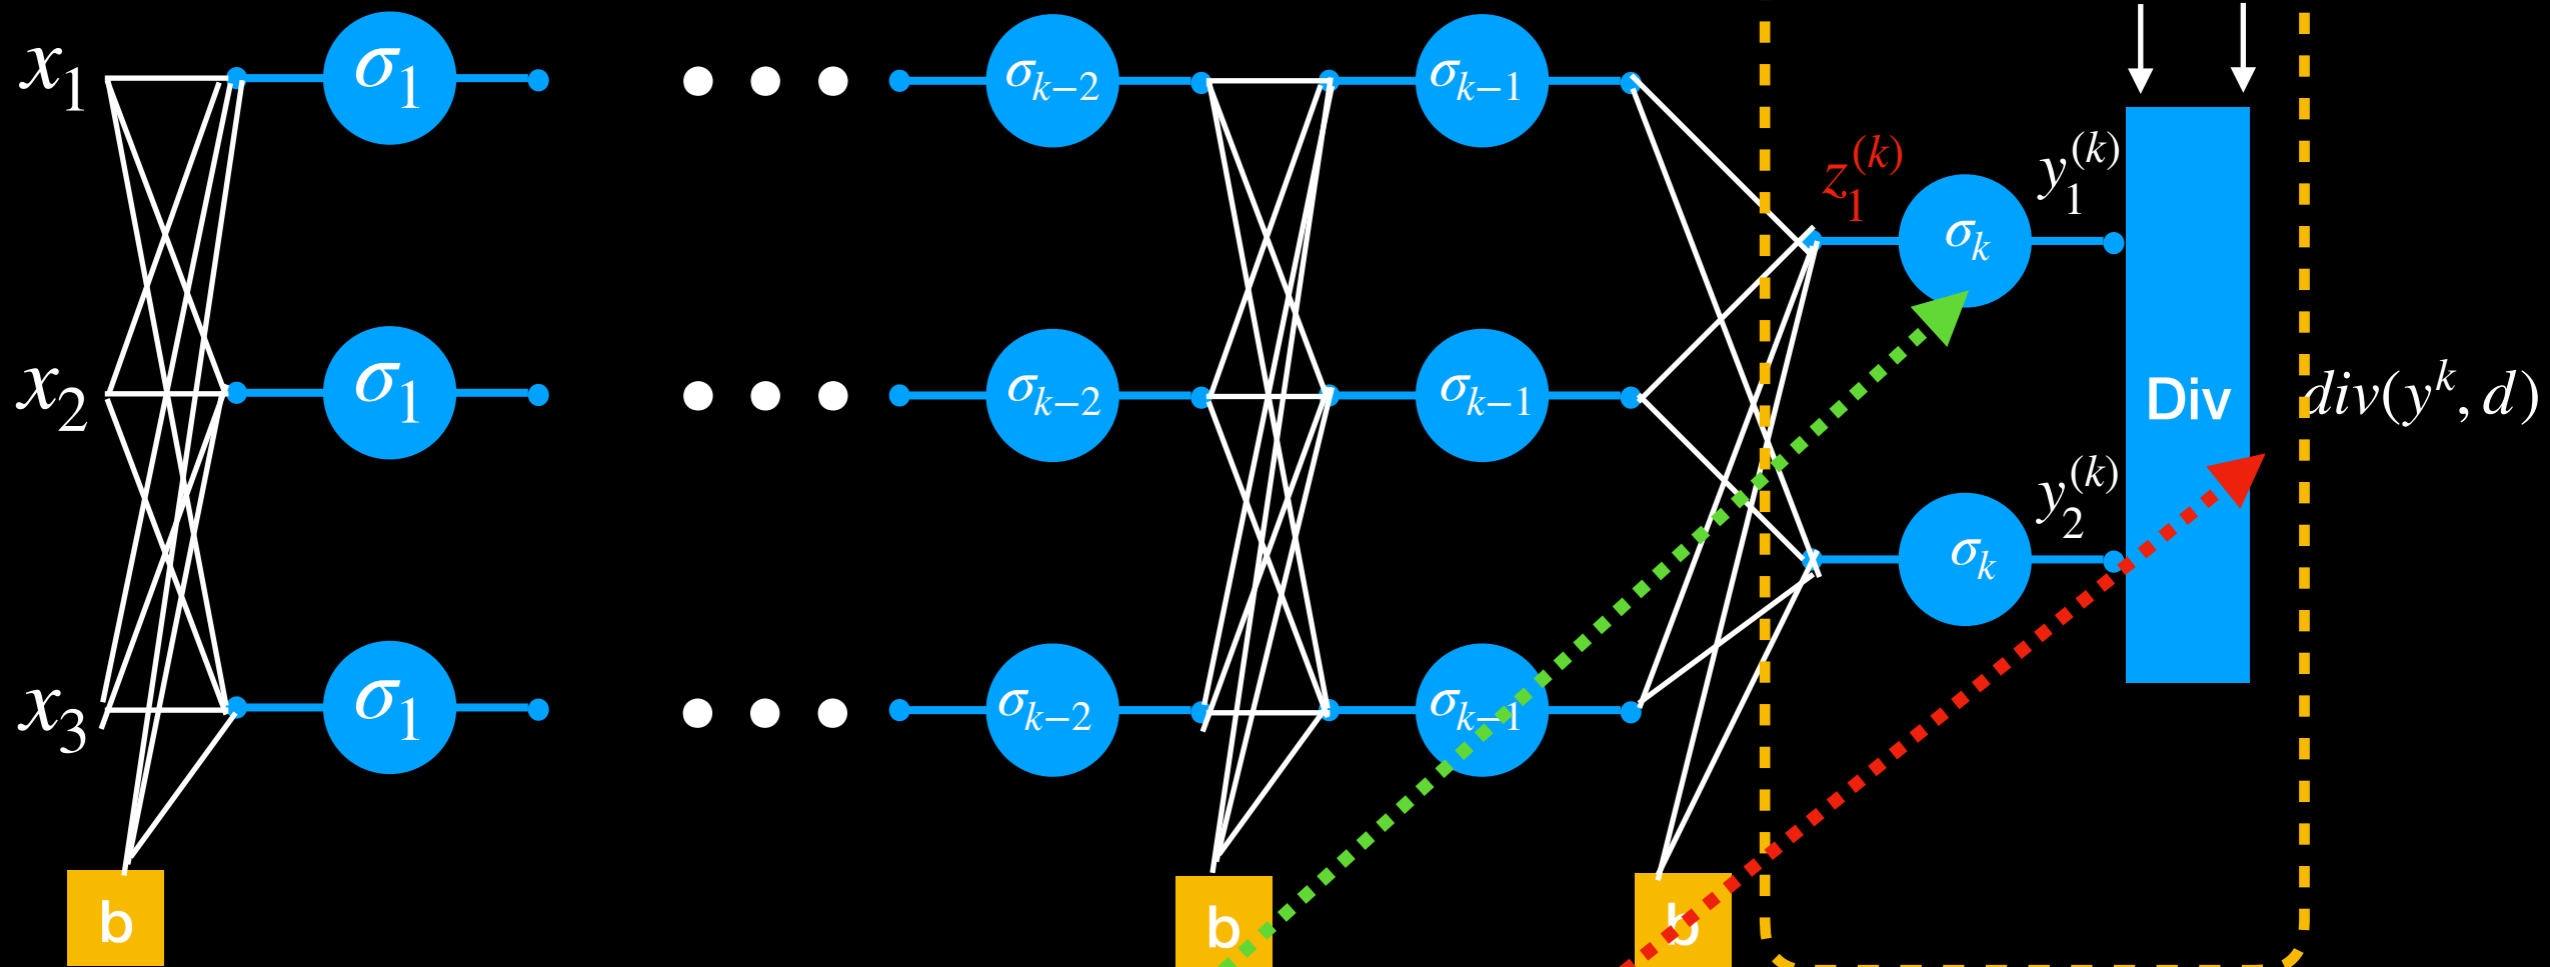 x₁ σ₁ σₖ₋₂ σₖ₋₁
z₁⁽ᵏ⁾ σₖ y₁⁽ᵏ⁾
x₂ σ₁ σₖ₋₂ σₖ₋₁ Div div(yᵏ, d)
σₖ y₂⁽ᵏ⁾
x₃ σ₁ σₖ₋₂ σₖ₋₁
b b b